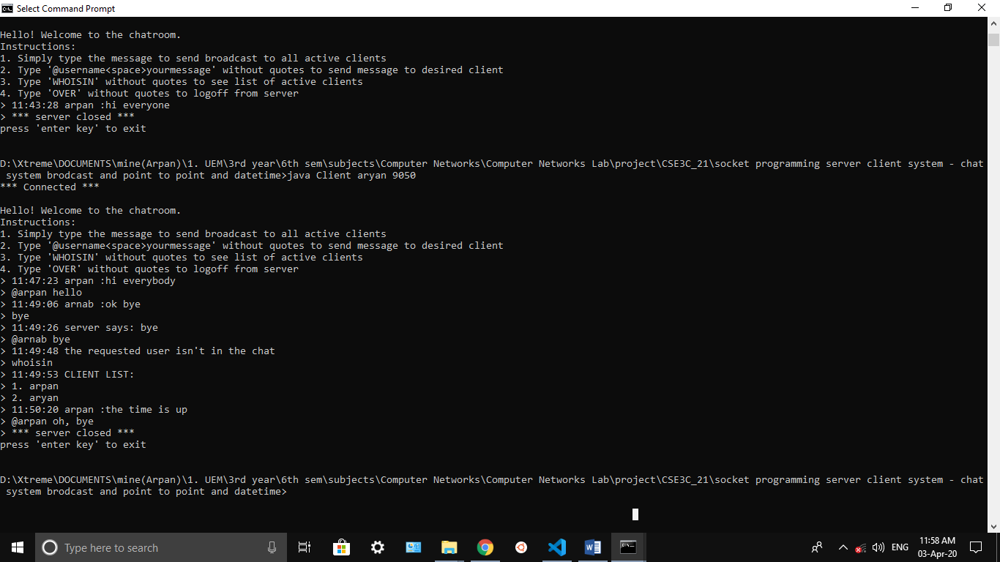 Select Command Prompt
Hello! Welcome to the chatroom.
Instructions:
1. Simply type the message to send broadcast to all active clients
2. Type '@username<space>yourmessage' without quotes to send message to desired client
3. Type 'WHOISIN' without quotes to see list of active clients
4. Type 'OVER' without quotes to logoff from server
> 11:43:28 arpan :hi everyone
> *** server closed ***
press 'enter key' to exit
D:\Xtreme\DOCUMENTS\mine(Arpan)\1. UEM\3rd year\6th sem\subjects\Computer Networks\Computer Networks Lab\project\CSE3C_21\socket programming server client system - chat
system brodcast and point to point and datetime>java Client aryan 9050
*** Connected ***
Hello! Welcome to the chatroom.
Instructions:
1. Simply type the message to send broadcast to all active clients
2. Type '@username<space>yourmessage' without quotes to send message to desired client
3. Type 'WHOISIN' without quotes to see list of active clients
4. Type 'OVER' without quotes to logoff from server
> 11:47:23 arpan :hi everybody
> @arpan hello
> 11:49:06 arnab :ok bye
> bye
> 11:49:26 server says: bye
> @arnab bye
> 11:49:48 the requested user isn't in the chat
> whoisin
> 11:49:53 CLIENT LIST:
> 1. arpan
> 2. aryan
> 11:50:20 arpan :the time is up
> @arpan oh, bye
> *** server closed ***
press 'enter key' to exit
D:\Xtreme\DOCUMENTS\mine(Arpan)\1. UEM\3rd year\6th sem\subjects\Computer Networks\Computer Networks Lab\project\CSE3C_21\socket programming server client system - chat
system brodcast and point to point and datetime>
Type here to search
ENG
11:58 AM
03-Apr-20